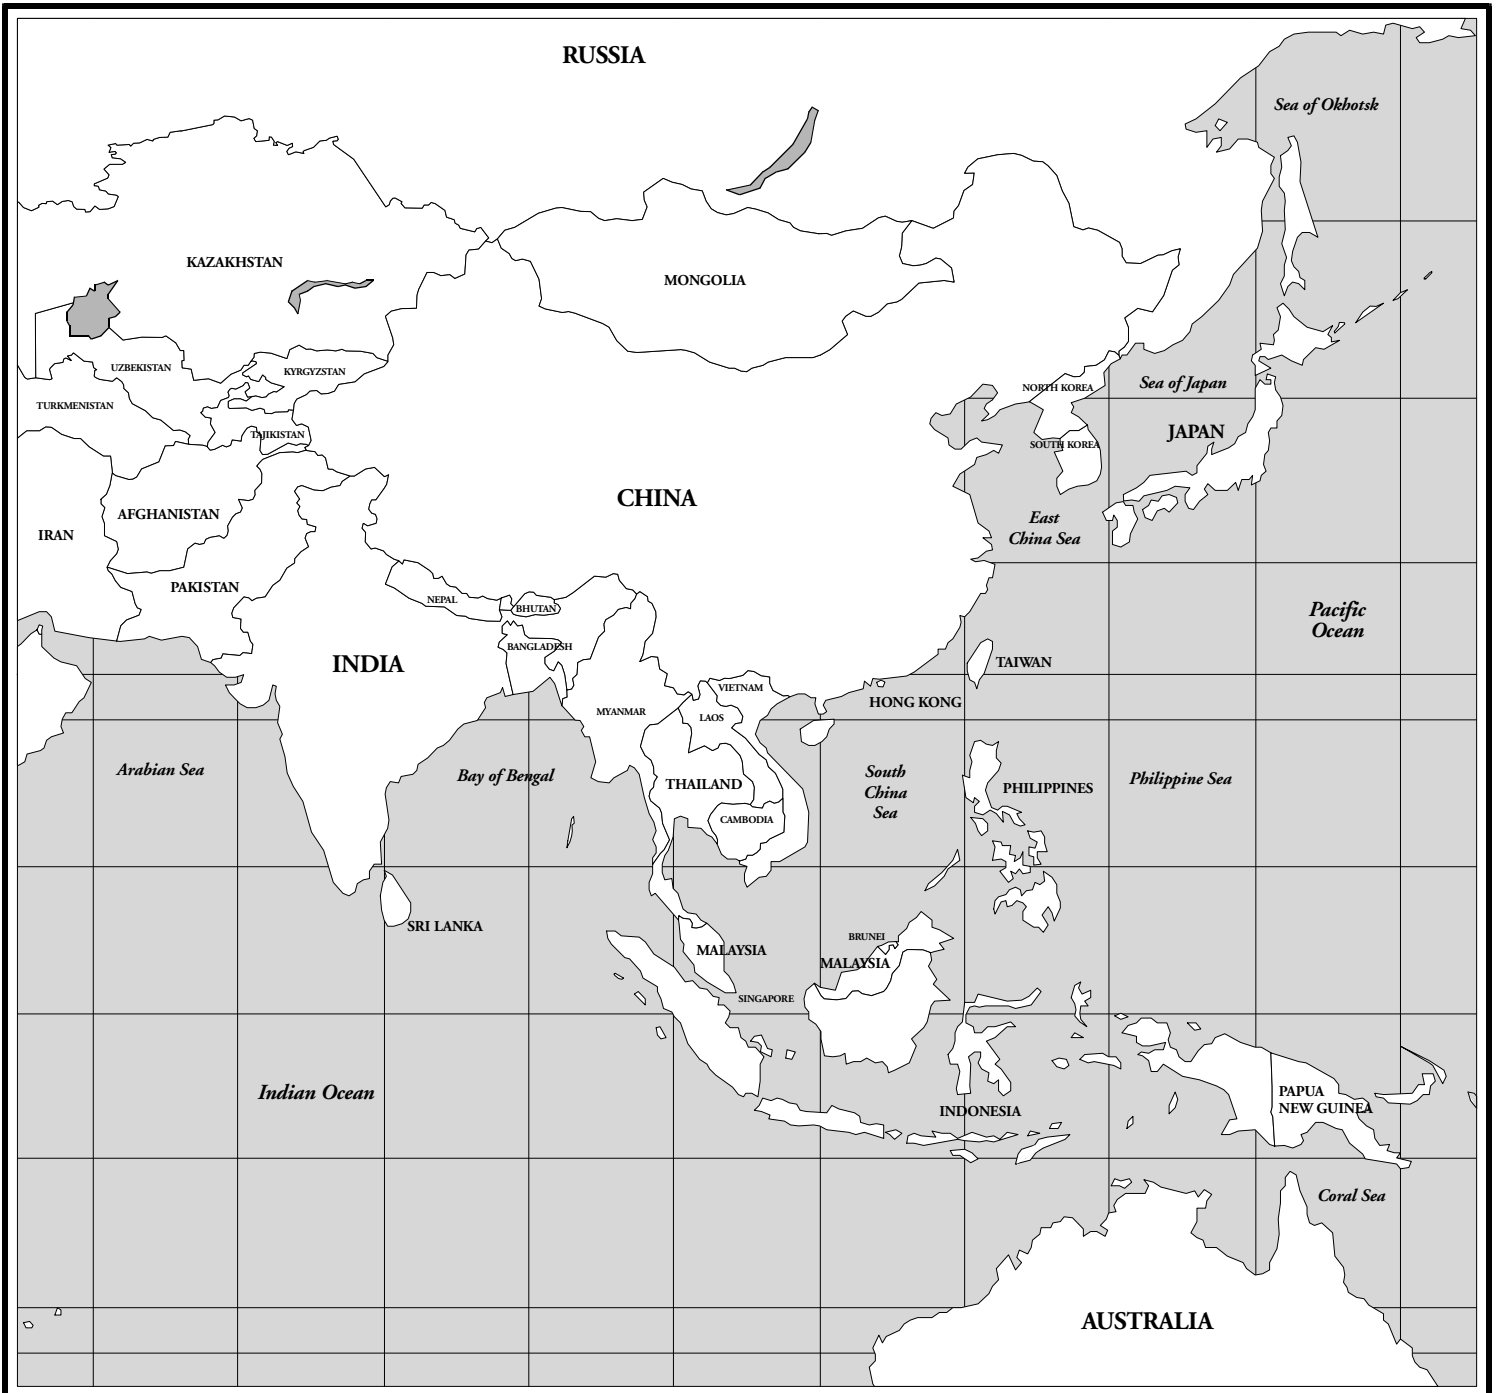 RUSSIA
Sea of Okhotsk
KAZAKHSTAN
MONGOLIA
UZBEKISTAN
KYRGYZSTAN
NORTH KOREA
Sea of Japan
TURKMENISTAN
TAJIKISTAN
JAPAN
SOUTH KOREA
CHINA
AFGHANISTAN
IRAN
East
China Sea
PAKISTAN
NEPAL
BHUTAN
Pacific
Ocean
BANGLADESH
INDIA
TAIWAN
VIETNAM
HONG KONG
MYANMAR
LAOS
Arabian Sea
Bay of Bengal
THAILAND
South
China
Sea
PHILIPPINES
Philippine Sea
CAMBODIA
SRI LANKA
BRUNEI
MALAYSIA
MALAYSIA
SINGAPORE
Indian Ocean
INDONESIA
PAPUA
NEW GUINEA
Coral Sea
AUSTRALIA